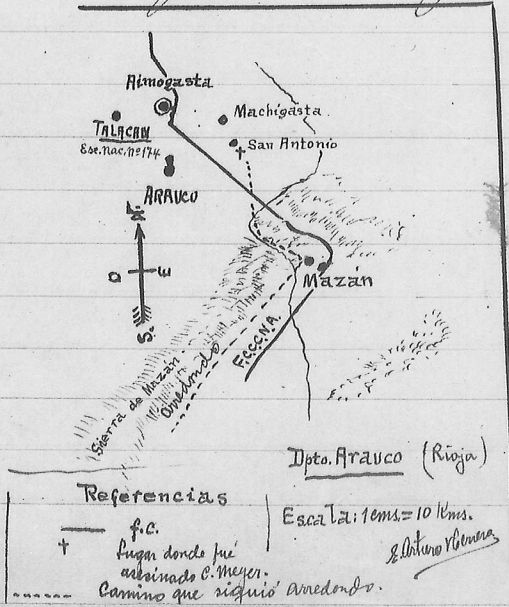 Aimogasta
Machigasta
TALACAN
San Antonio
Esc. Nac. Nº 174
ARAUCO
N.
O
E
S.
Mazán
F.C.C.N.A.
Sierra de Mazán
Arredondo
Dpto. Arauco (Rioja)
Referencias
Escala: 1 cms. = 10 Kms.
f.C.
Lugar donde fué
asesinado C. Meyer.
Camino que siguió Arredondo.